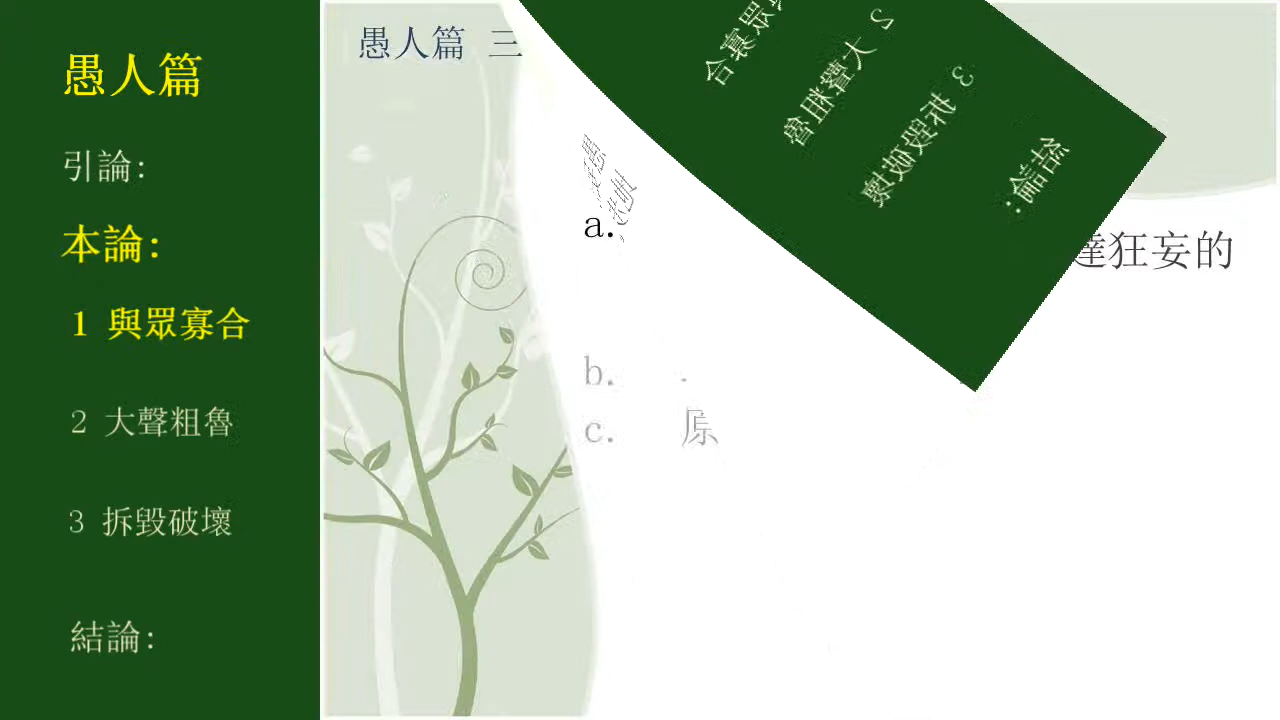 愚人篇
引論:
本論:
1 與眾寡合
2 大聲粗魯
3 拆毀破壞
結論:
愚人篇 三
眾寡合
2 大聲粗魯
3 拆毀破壞
結論:
a.
達狂妄的
b.
c. 原